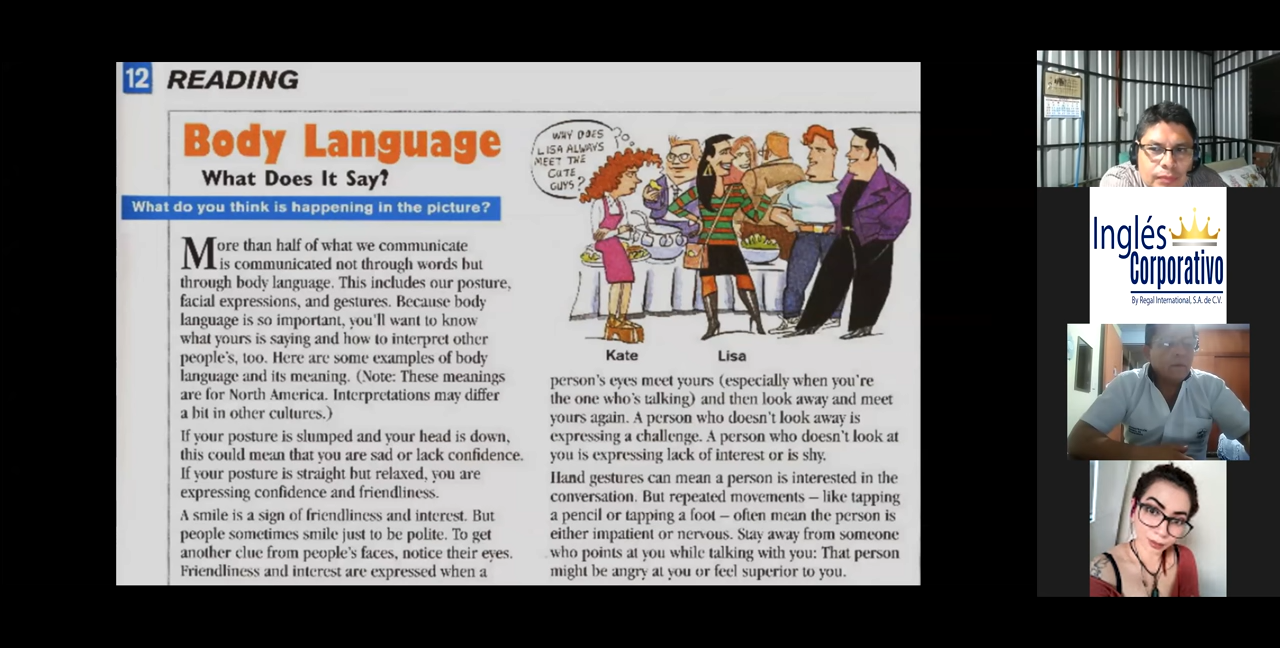 12 READING
Body Language
What Does It Say?
What do you think is happening in the picture?
More than half of what we communicate
is communicated not through words but
through body language. This includes our posture,
facial expressions, and gestures. Because body
language is so important, you'll want to know
what yours is saying and how to interpret other
people's, too. Here are some examples of body
language and its meaning. (Note: These meanings
are for North America. Interpretations may differ
a bit in other cultures.)
If your posture is slumped and your head is down,
this could mean that you are sad or lack confidence.
If your posture is straight but relaxed, you are
expressing confidence and friendliness.
A smile is a sign of friendliness and interest. But
people sometimes smile just to be polite. To get
another clue from people's faces, notice their eyes.
Friendliness and interest are expressed when a
WHY DOES
LISA ALWAYS
MEET THE
CUTE
GUYS?
Kate
Lisa
person's eyes meet yours (especially when you're
the one who's talking) and then look away and meet
yours again. A person who doesn't look away is
expressing a challenge. A person who doesn't look at
you is expressing lack of interest or is shy.
Hand gestures can mean a person is interested in the
conversation. But repeated movements – like tapping
a pencil or tapping a foot – often mean the person is
either impatient or nervous. Stay away from someone
who points at you while talking with you: That person
might be angry at you or feel superior to you.
Inglés
Corporativo
By Regal International, S.A. de C.V.